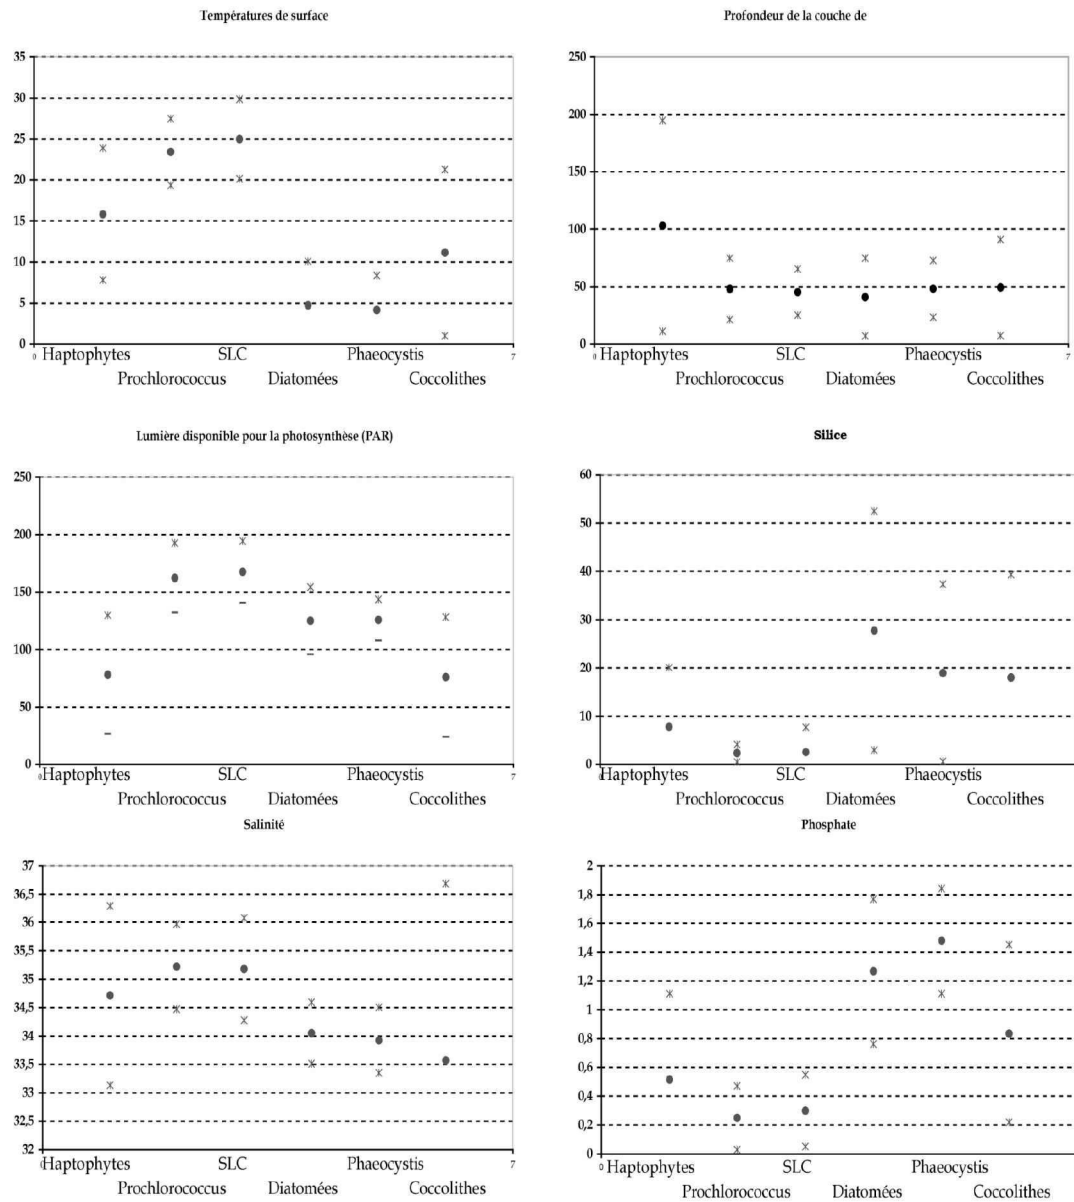 Températures de surface
35
30
25
20
15
10
5
0
0
7
Haptophytes
SLC
Phaeocystis
Prochlorococcus
Diatomées
Coccolithes
Profondeur de la couche de
250
200
150
100
50
0
7
Haptophytes
SLC
Phaeocystis
Prochlorococcus
Diatomées
Coccolithes
Lumière disponible pour la photosynthèse (PAR)
250
200
150
100
50
0
7
Haptophytes
SLC
Phaeocystis
Prochlorococcus
Diatomées
Coccolithes
Silice
60
50
40
30
20
10
0
Haptophytes
SLC
Phaeocystis
Prochlorococcus
Diatomées
Coccolithes
Salinité
37
36,5
36
35,5
35
34,5
34
33,5
33
32,5
32
7
Haptophytes
SLC
Phaeocystis
Prochlorococcus
Diatomées
Coccolithes
Phosphate
2
1,8
1,6
1,4
1,2
1
0,8
0,6
0,4
0,2
0
0
7
Haptophytes
SLC
Phaeocystis
Prochlorococcus
Diatomées
Coccolithes